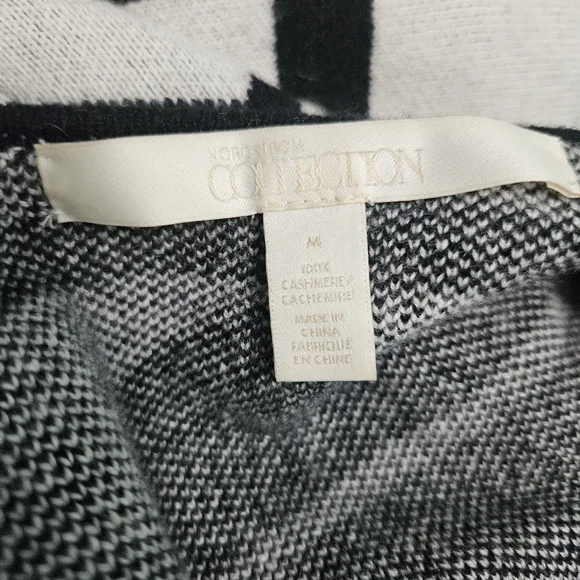 NORDSTROM
COLLECTION
M
100%
CASHMERE/
CACHEMIRE
MADE IN
CHINA
FABRIQUÉ
EN CHINE